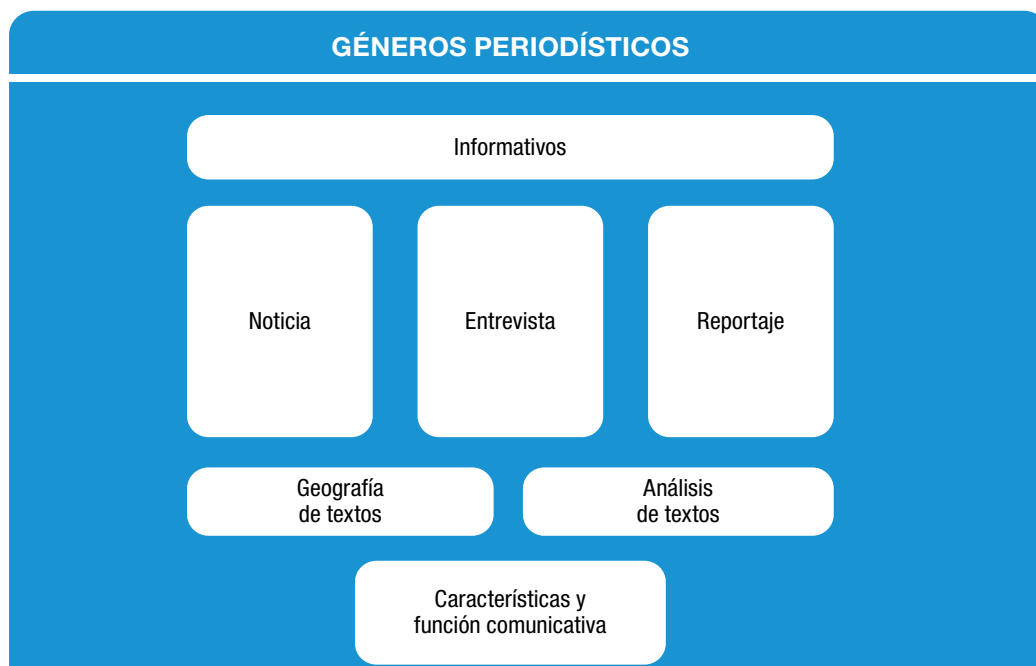 GÉNEROS PERIODÍSTICOS
Informativos
Noticia
Entrevista
Reportaje
Geografía
de textos
Análisis
de textos
Características y
función comunicativa